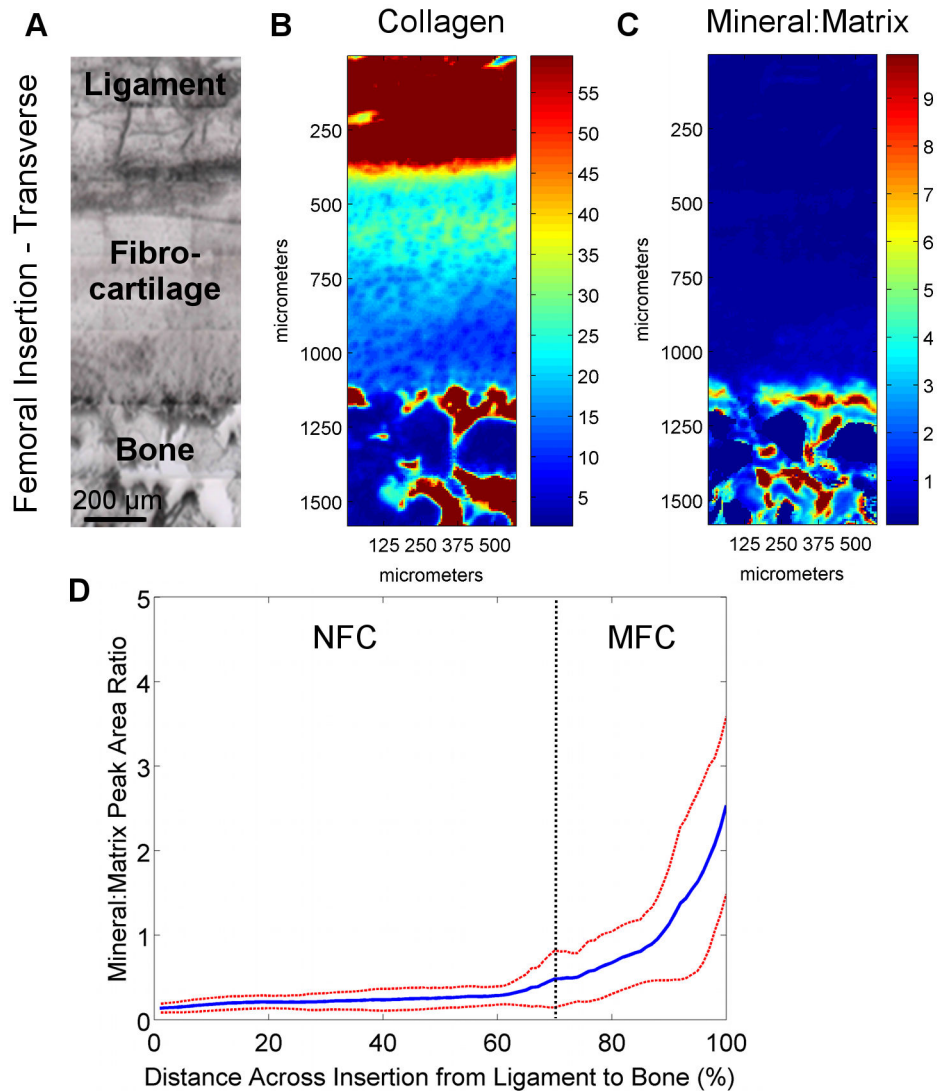 A
Femoral Insertion - Transverse
Ligament
Fibro-
cartilage
Bone
200 µm
B
Collagen
250
500
750
1000
1250
1500
micrometers
125 250 375 500
micrometers
55
50
45
40
35
30
25
20
15
10
5
C
Mineral:Matrix
250
500
750
1000
1250
1500
micrometers
125 250 375 500
micrometers
9
8
7
6
5
4
3
2
1
D
NFC
MFC
Mineral:Matrix Peak Area Ratio
5
4
3
2
1
0
0 20 40 60 80 100
Distance Across Insertion from Ligament to Bone (%)